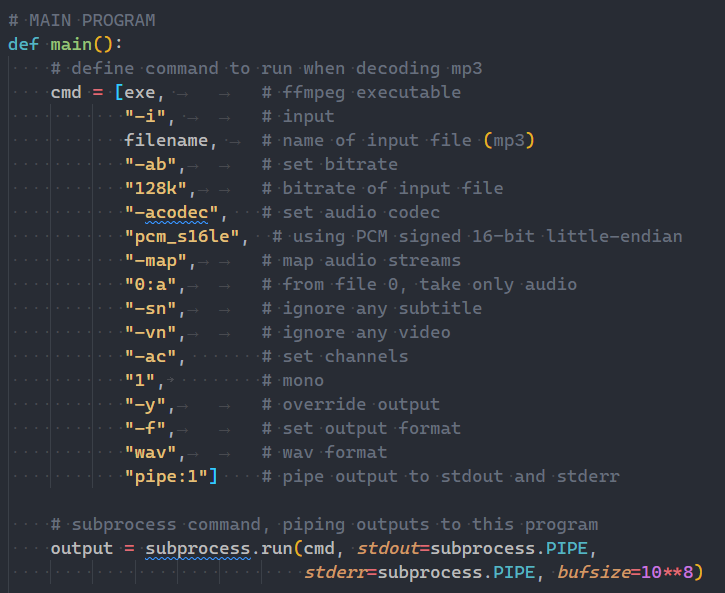 # MAIN PROGRAM
def main():
    # define command to run when decoding mp3
    cmd = [exe,          # ffmpeg executable
           "-i",         # input
           filename,     # name of input file (mp3)
           "-ab",        # set bitrate
           "128k",       # bitrate of input file
           "-acodec",    # set audio codec
           "pcm_s16le",  # using PCM signed 16-bit little-endian
           "-map",       # map audio streams
           "0:a",        # from file 0, take only audio
           "-sn",        # ignore any subtitle
           "-vn",        # ignore any video
           "-ac",        # set channels
           "1",          # mono
           "-y",         # override output
           "-f",         # set output format
           "wav",        # wav format
           "pipe:1"]     # pipe output to stdout and stderr

    # subprocess command, piping outputs to this program
    output = subprocess.run(cmd, stdout=subprocess.PIPE,
                            stderr=subprocess.PIPE, bufsize=10**8)